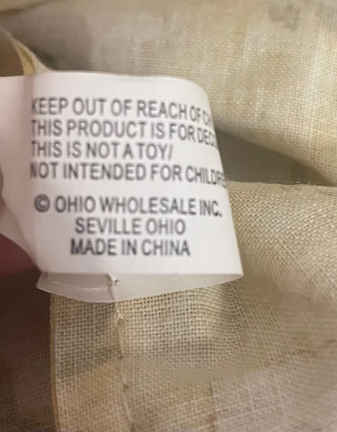 KEEP OUT OF REACH OF
THIS PRODUCT IS FOR
THIS IS NOT A TOY/
NOT INTENDED FOR
© OHIO WHOLESALE INC.
SEVILLE OHIO
MADE IN CHINA